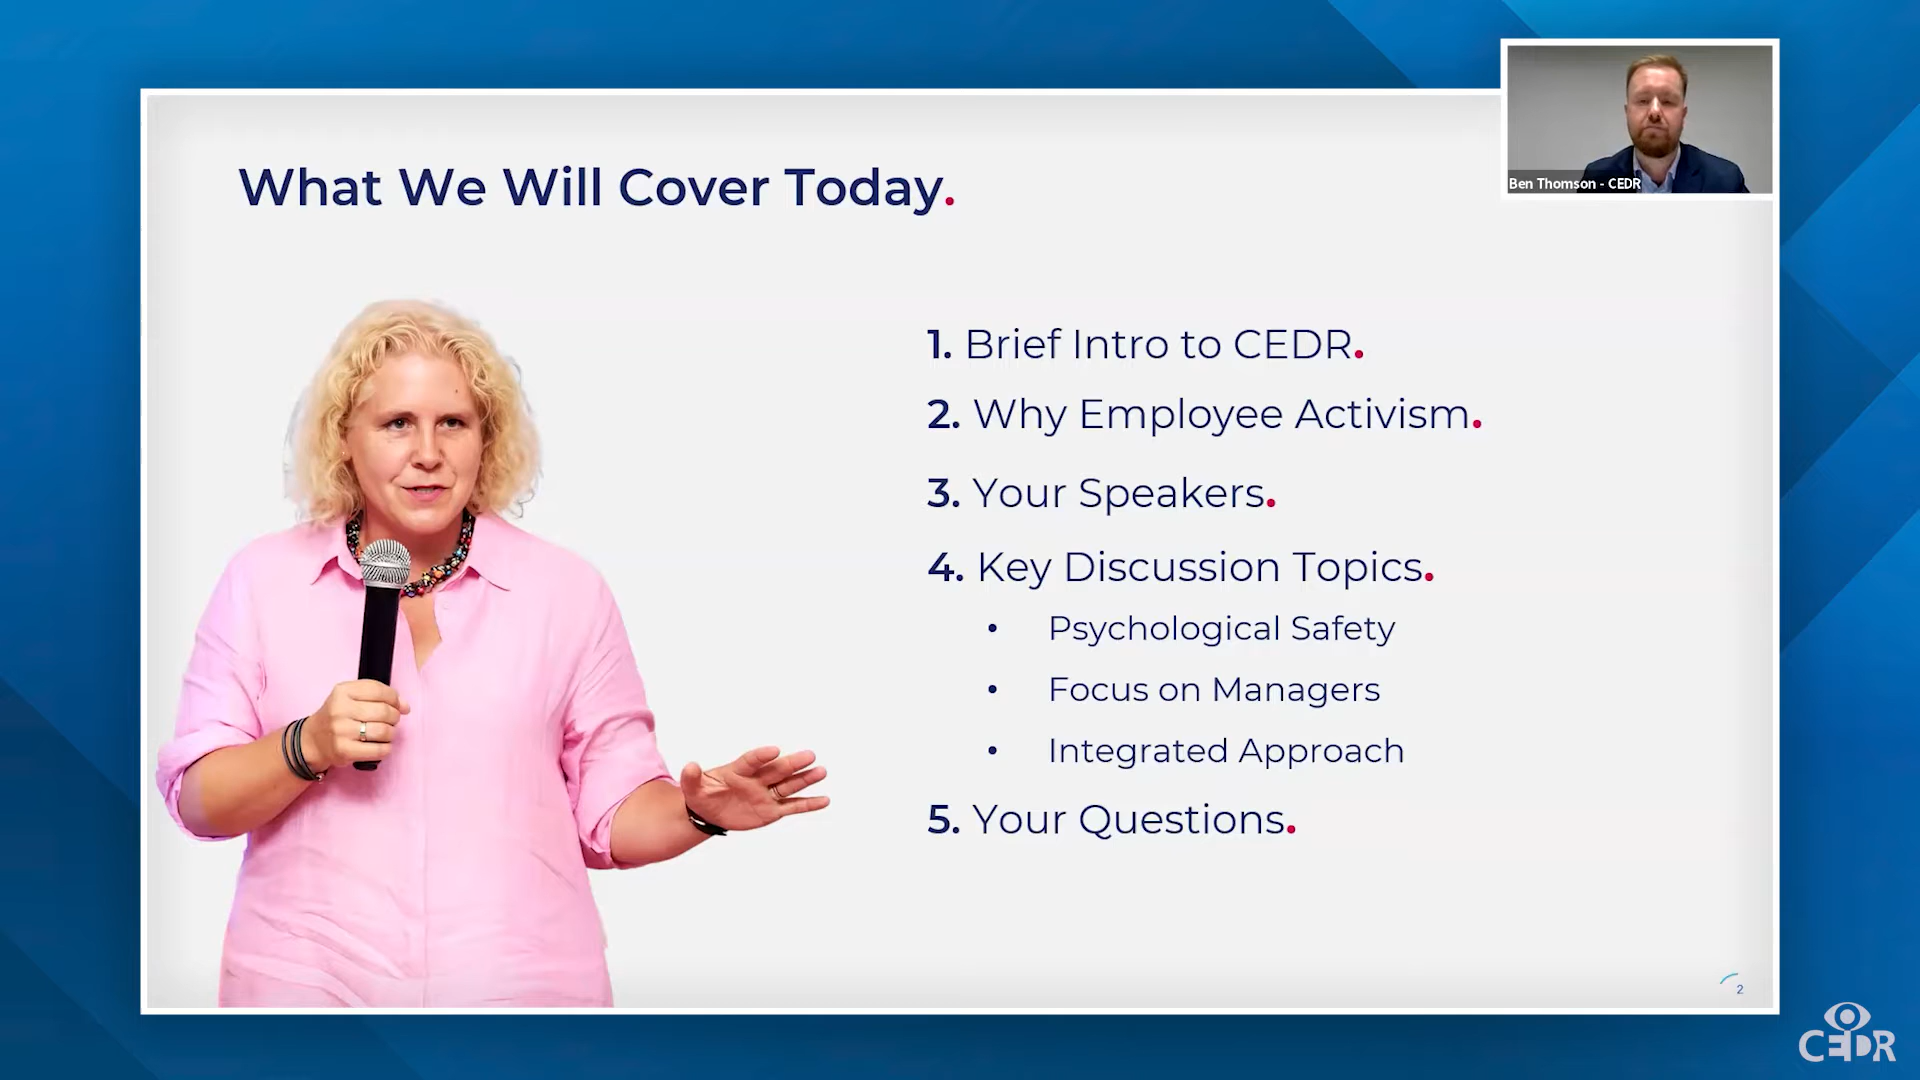 What We Will Cover Today.
Ben Thomson - CEDR
1. Brief Intro to CEDR.
2. Why Employee Activism.
3. Your Speakers.
4. Key Discussion Topics.
• Psychological Safety
• Focus on Managers
• Integrated Approach
5. Your Questions.
2
CEDR